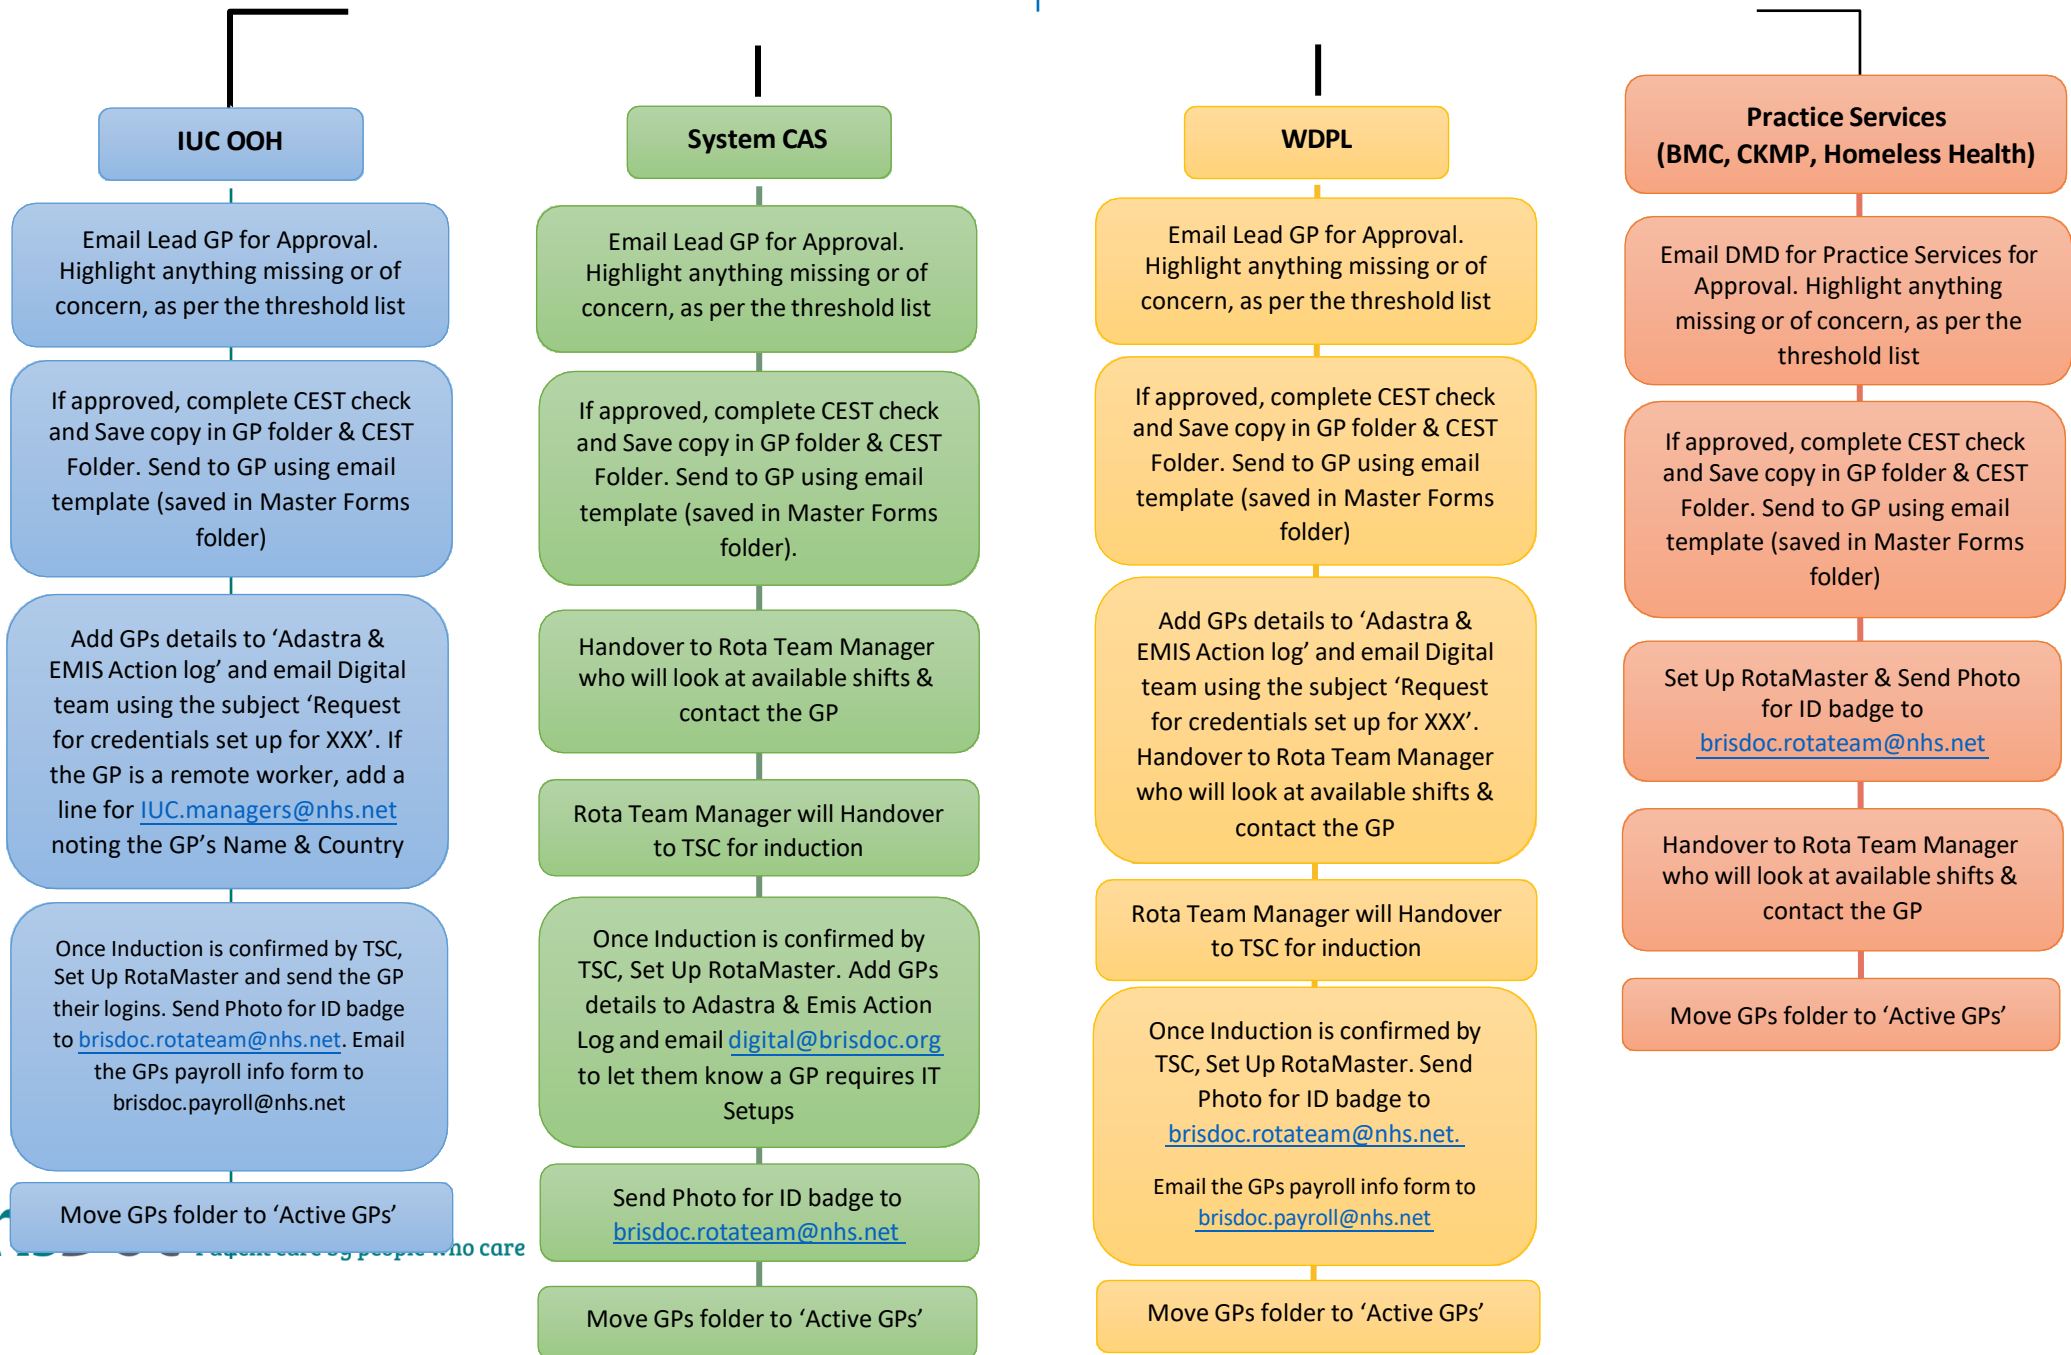 IUC OOH
Email Lead GP for Approval.
Highlight anything missing or of
concern, as per the threshold list
If approved, complete CEST check
and Save copy in GP folder & CEST
Folder. Send to GP using email
template (saved in Master Forms
folder)
Add GPs details to ‘Adastra &
EMIS Action log’ and email Digital
team using the subject ‘Request
for credentials set up for XXX’. If
the GP is a remote worker, add a
line for IUC.managers@nhs.net
noting the GP’s Name & Country
Once Induction is confirmed by TSC,
Set Up RotaMaster and send the GP
their logins. Send Photo for ID badge
to brisdoc.rotateam@nhs.net. Email
the GPs payroll info form to
brisdoc.payroll@nhs.net
Move GPs folder to ‘Active GPs’
who care
System CAS
Email Lead GP for Approval.
Highlight anything missing or of
concern, as per the threshold list
If approved, complete CEST check
and Save copy in GP folder & CEST
Folder. Send to GP using email
template (saved in Master Forms
folder).
Handover to Rota Team Manager
who will look at available shifts &
contact the GP
Rota Team Manager will Handover
to TSC for induction
Once Induction is confirmed by
TSC, Set Up RotaMaster. Add GPs
details to Adastra & Emis Action
Log and email digital@brisdoc.org
to let them know a GP requires IT
Setups
Send Photo for ID badge to
brisdoc.rotateam@nhs.net
Move GPs folder to ‘Active GPs’
WDPL
Email Lead GP for Approval.
Highlight anything missing or of
concern, as per the threshold list
If approved, complete CEST check
and Save copy in GP folder & CEST
Folder. Send to GP using email
template (saved in Master Forms
folder)
Add GPs details to ‘Adastra &
EMIS Action log’ and email Digital
team using the subject ‘Request
for credentials set up for XXX’.
Handover to Rota Team Manager
who will look at available shifts &
contact the GP
Rota Team Manager will Handover
to TSC for induction
Once Induction is confirmed by
TSC, Set Up RotaMaster. Send
Photo for ID badge to
brisdoc.rotateam@nhs.net.
Email the GPs payroll info form to
brisdoc.payroll@nhs.net
Move GPs folder to ‘Active GPs’
Practice Services
(BMC, CKMP, Homeless Health)
Email DMD for Practice Services for
Approval. Highlight anything
missing or of concern, as per the
threshold list
If approved, complete CEST check
and Save copy in GP folder & CEST
Folder. Send to GP using email
template (saved in Master Forms
folder)
Set Up RotaMaster & Send Photo
for ID badge to
brisdoc.rotateam@nhs.net
Handover to Rota Team Manager
who will look at available shifts &
contact the GP
Move GPs folder to ‘Active GPs’